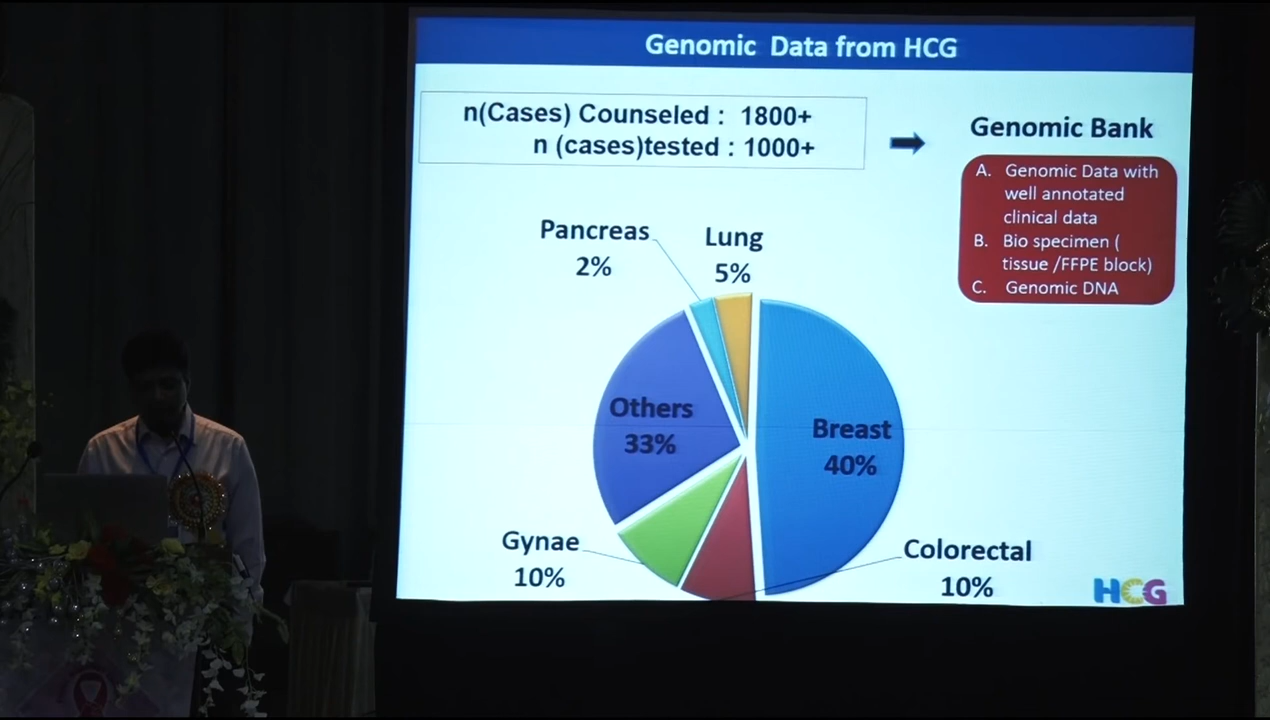 Genomic Data from HCG
n(Cases) Counseled : 1800+
n (cases)tested : 1000+
Genomic Bank
A. Genomic Data with
well annotated
clinical data
B. Bio specimen (
tissue /FFPE block)
C. Genomic DNA
Pancreas
2%
Lung
5%
Others
33%
Breast
40%
Gynae
10%
Colorectal
10%
HCG